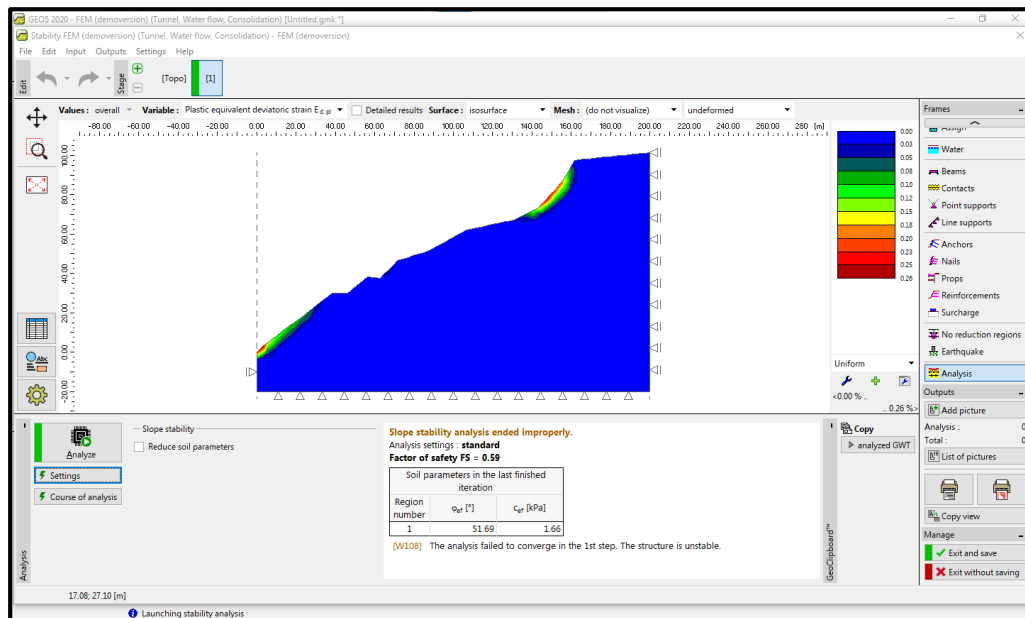 GEO5 2020 - FEM (demoversion) (Tunnel, Water flow, Consolidation) [Untitled.gmk *]
Stability FEM (demoversion) (Tunnel, Water flow, Consolidation) - FEM (demoversion)
File Edit Input Outputs Settings Help
Edit Stage [Topo] [1]
Values : overall Variable : Plastic equivalent deviatoric strain E d, pl Detailed results Surface : isosurface Mesh : (do not visualize) undeformed
-80.00 -60.00 -40.00 -20.00 0.00 20.00 40.00 60.00 80.00 100.00 120.00 140.00 160.00 180.00 200.00 220.00 240.00 260.00 280 [m]
100.00
80.00
60.00
40.00
20.00
0.00
-20.00
0.00
0.03
0.05
0.08
0.10
0.12
0.15
0.18
0.20
0.23
0.25
0.26
Uniform
<0.00 % ..
.. 0.26 %>
Frames
Assign
Water
Beams
Contacts
Point supports
Line supports
Anchors
Nails
Props
Reinforcements
Surcharge
No reduction regions
Earthquake
Analysis
Outputs
Add picture
Analysis : 0
Total : 0
List of pictures
Copy view
Manage
Exit and save
Exit without saving
Analysis
Analyze
Settings
Course of analysis
Slope stability
Reduce soil parameters
Slope stability analysis ended improperly.
Analysis settings : standard
Factor of safety FS = 0.59
Soil parameters in the last finished
iteration
Region
number φef [°] cef [kPa]
1 51.69 1.66
[W108] The analysis failed to converge in the 1st step. The structure is unstable.
GeoClipboard™
Copy
analyzed GWT
17.08; 27.10 [m]
Launching stability analysis